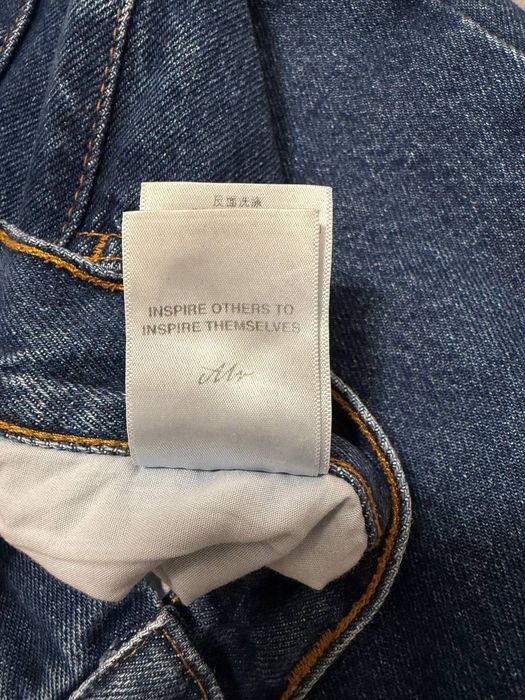 反面洗涤
INSPIRE OTHERS TO
INSPIRE THEMSELVES